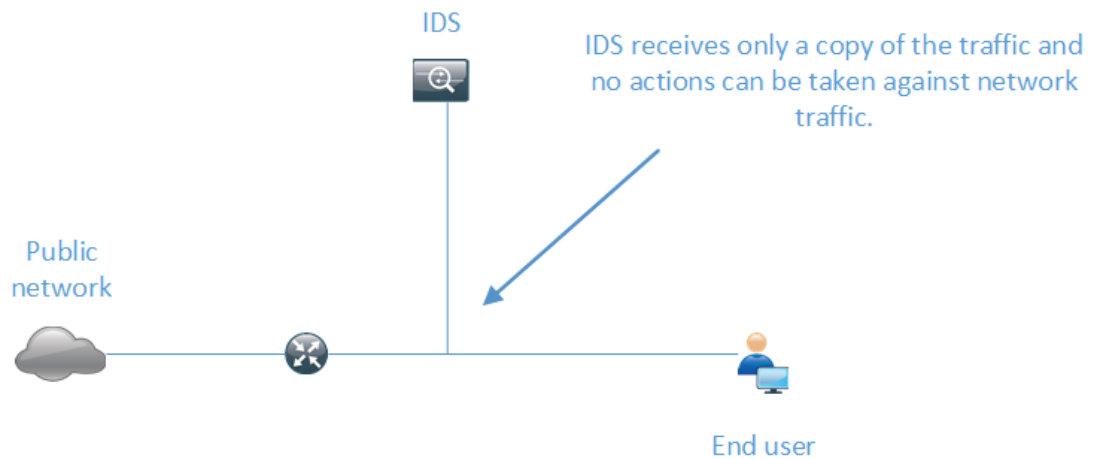 IDS
IDS receives only a copy of the traffic and
no actions can be taken against network
traffic.
Public
network
End user